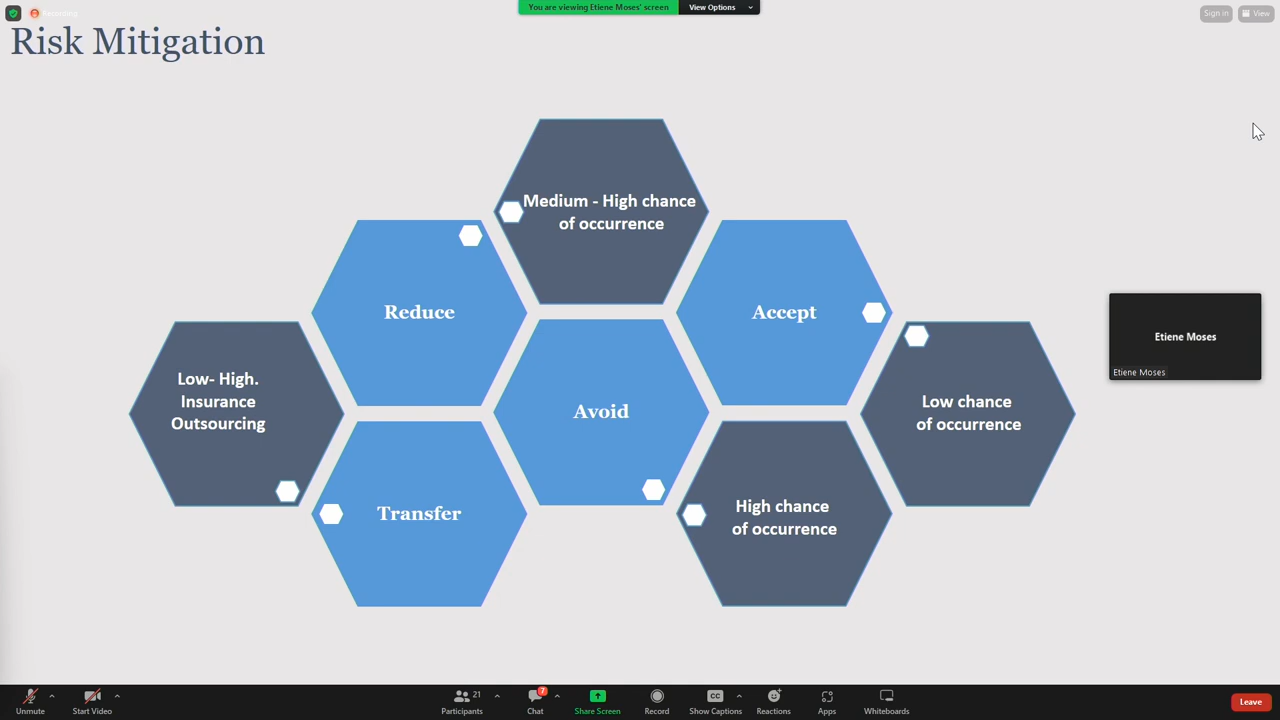 Recording
You are viewing Etiene Moses' screen
View Options
Sign in
View
Risk Mitigation
Medium - High chance
of occurrence
Reduce
Accept
Low- High.
Insurance
Outsourcing
Avoid
Low chance
of occurrence
Transfer
High chance
of occurrence
Etiene Moses
Etiene Moses
Unmute
Start Video
21
Participants
7
Chat
Share Screen
Record
CC
Show Captions
Reactions
Apps
Whiteboards
Leave